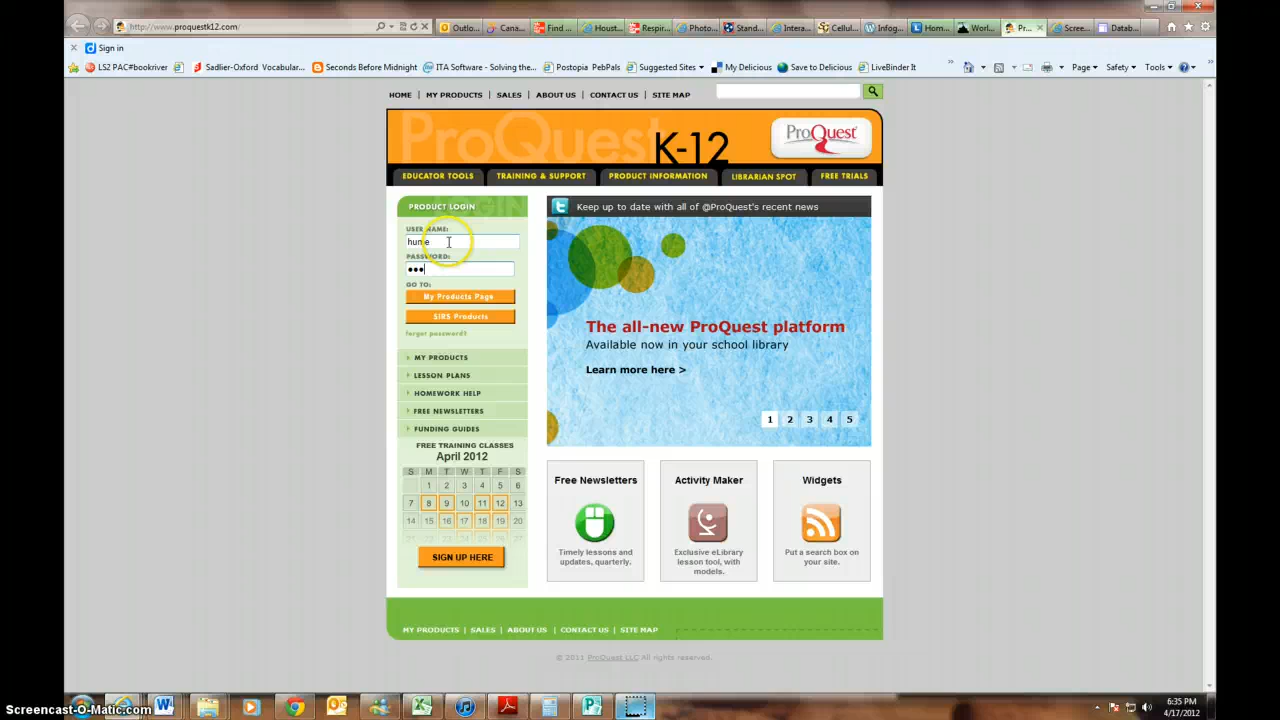 http://www.proquestk12.com/
Outlo...
Cana...
Find ...
Houst...
Respir...
Photo...
Stand...
Intera...
Cellul...
Infog...
Hom...
Worl...
Pr...
Scree...
Datab...
Sign in
LS2 PAC#bookriver
Sadlier-Oxford Vocabular...
Seconds Before Midnight
ITA Software - Solving the...
Postopia PebPals
Suggested Sites
My Delicious
Save to Delicious
LiveBinder It
Page
Safety
Tools
HOME | MY PRODUCTS | SALES | ABOUT US | CONTACT US | SITE MAP
ProQuest K-12
ProQuest
EDUCATOR TOOLS
TRAINING & SUPPORT
PRODUCT INFORMATION
LIBRARIAN SPOT
FREE TRIALS
PRODUCT LOGIN
USER NAME:
hume
PASSWORD:
GO TO:
My Products Page
SIRS Products
forgot password?
MY PRODUCTS
LESSON PLANS
HOMEWORK HELP
FREE NEWSLETTERS
FUNDING GUIDES
FREE TRAINING CLASSES
April 2012
S M T W T F S
1 2 3 4 5 6
7 8 9 10 11 12 13
14 15 16 17 18 19 20
21 22 23 24 25 26 27
SIGN UP HERE
Keep up to date with all of @ProQuest's recent news
The all-new ProQuest platform
Available now in your school library
Learn more here >
1 2 3 4 5
Free Newsletters
Timely lessons and
updates, quarterly.
Activity Maker
Exclusive eLibrary
lesson tool, with
models.
Widgets
Put a search box on
your site.
MY PRODUCTS | SALES | ABOUT US | CONTACT US | SITE MAP
© 2011 ProQuest LLC All rights reserved.
Screencast-O-Matic.com
6:35 PM
4/17/2012